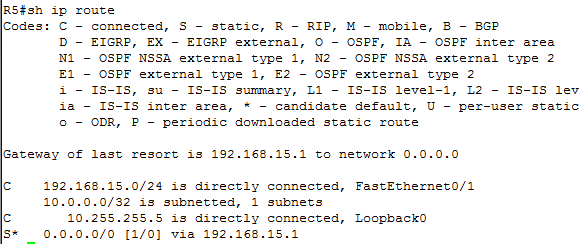 R5#sh ip route
Codes: C - connected, S - static, R - RIP, M - mobile, B - BGP
       D - EIGRP, EX - EIGRP external, O - OSPF, IA - OSPF inter area
       N1 - OSPF NSSA external type 1, N2 - OSPF NSSA external type 2
       E1 - OSPF external type 1, E2 - OSPF external type 2
       i - IS-IS, su - IS-IS summary, L1 - IS-IS level-1, L2 - IS-IS lev
       ia - IS-IS inter area, * - candidate default, U - per-user static
       o - ODR, P - periodic downloaded static route
Gateway of last resort is 192.168.15.1 to network 0.0.0.0
C    192.168.15.0/24 is directly connected, FastEthernet0/1
     10.0.0.0/32 is subnetted, 1 subnets
C       10.255.255.5 is directly connected, Loopback0
S*   0.0.0.0/0 [1/0] via 192.168.15.1